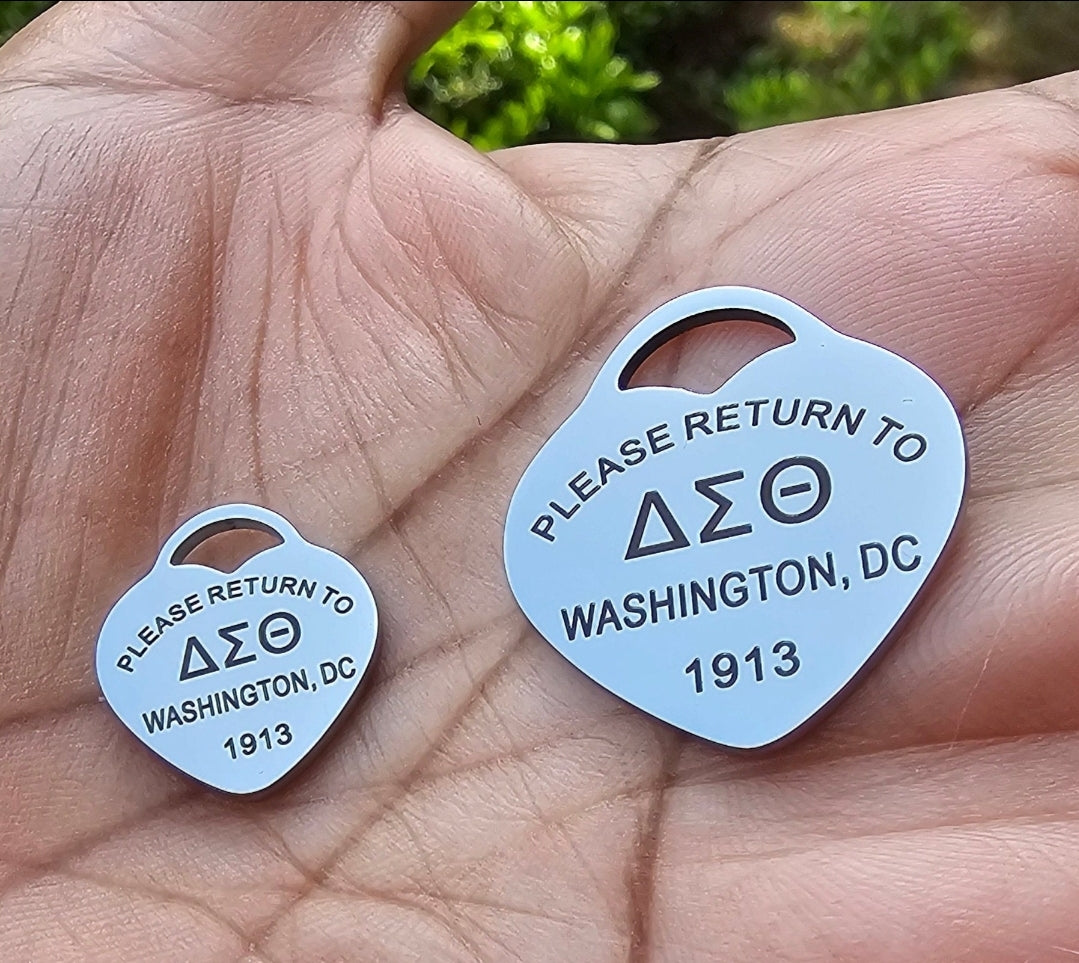 PLEASE RETURN TO
ΔΣΘ
WASHINGTON, DC
1913
PLEASE RETURN TO
ΔΣΘ
WASHINGTON, DC
1913